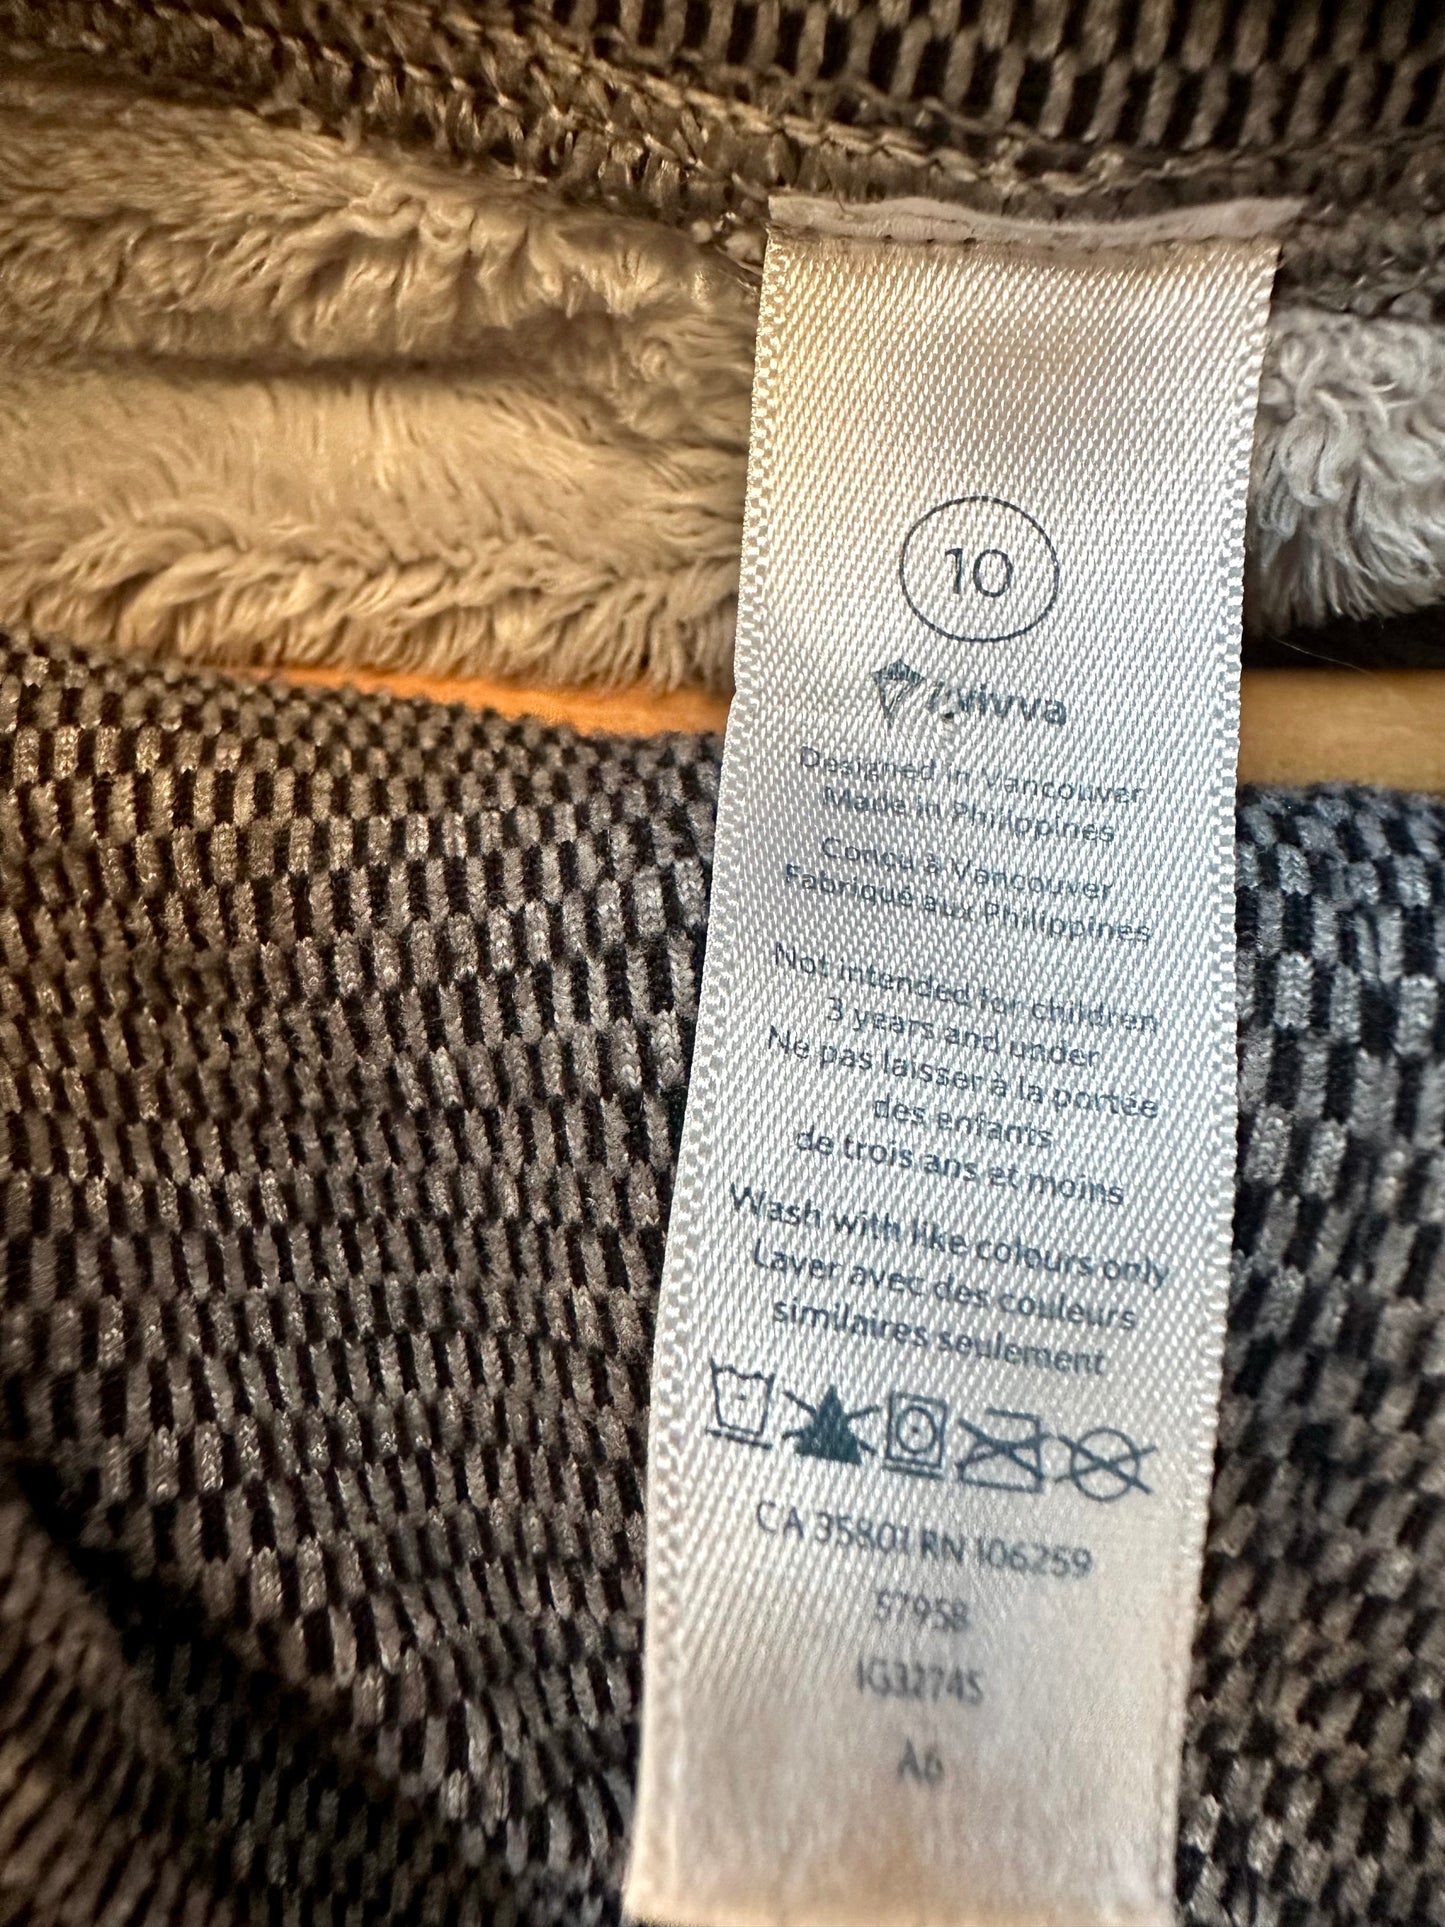 10
ivivva
Designed in Vancouver
Made in Philippines
Conçu à Vancouver
Fabriqué aux Philippines
Not intended for children
3 years and under
Ne pas laisser à la portée
des enfants
de trois ans et moins
Wash with like colours only
Laver avec des couleurs
similaires seulement
CA 35801 RN 106259
57958
1G32745
A6